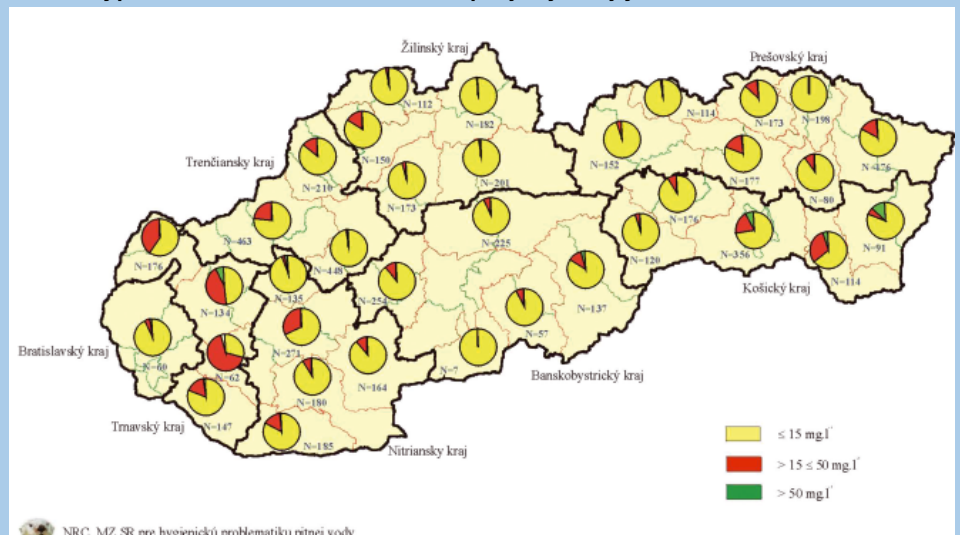 Žilinský kraj
Prešovský kraj
N=112
N=182
N=114
N=173
N=198
N=150
Trenčiansky kraj
N=210
N=173
N=201
N=152
N=177
N=80
N=176
N=176
N=463
N=448
N=225
N=120
N=356
N=91
N=114
Košický kraj
N=176
N=134
N=135
N=254
N=137
N=57
N=271
Bratislavský kraj
N=60
N=62
N=164
N=7
Banskobystrický kraj
N=180
Trnavský kraj
N=147
N=185
Nitriansky kraj
≤ 15 mg.l⁻
> 15 ≤ 50 mg.l⁻
> 50 mg.l⁻
NRC MZ SR pre hygienickú problematiku pitnej vody